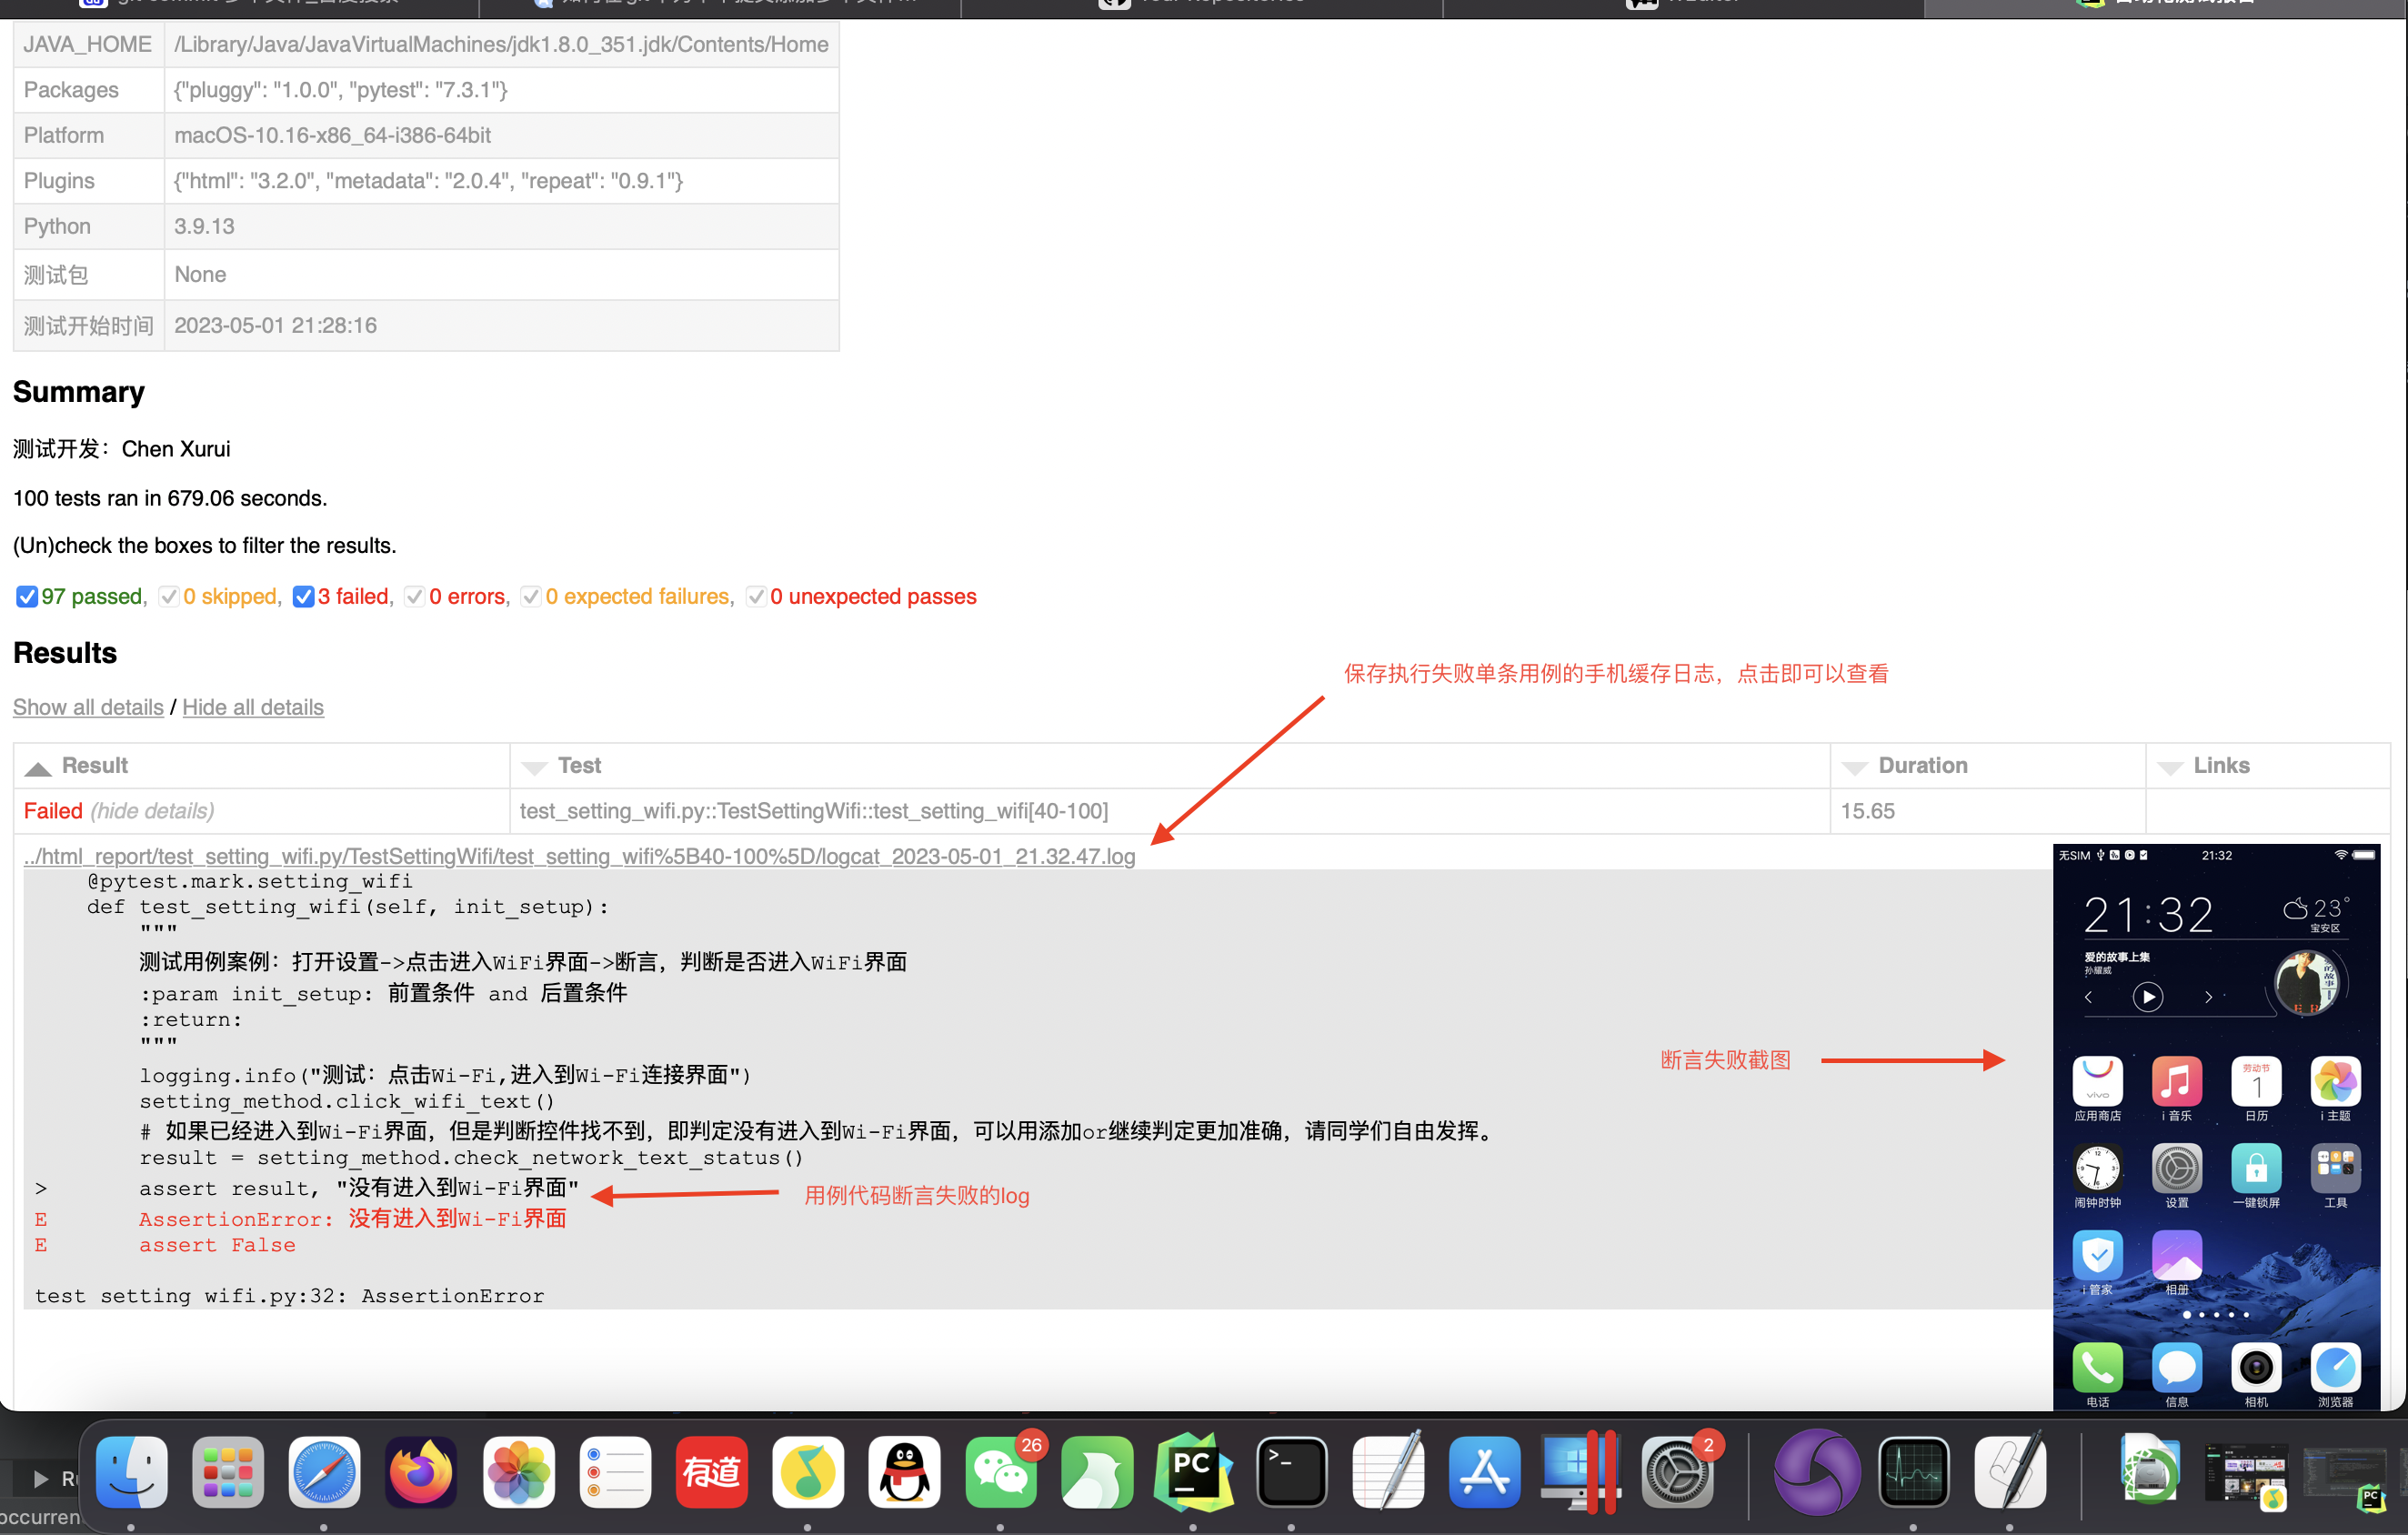 JAVA_HOME /Library/Java/JavaVirtualMachines/jdk1.8.0_351.jdk/Contents/Home
Packages {"pluggy": "1.0.0", "pytest": "7.3.1"}
Platform macOS-10.16-x86_64-i386-64bit
Plugins {"html": "3.2.0", "metadata": "2.0.4", "repeat": "0.9.1"}
Python 3.9.13
测试包 None
测试开始时间 2023-05-01 21:28:16
Summary
测试开发：Chen Xurui
100 tests ran in 679.06 seconds.
(Un)check the boxes to filter the results.
97 passed, 0 skipped, 3 failed, 0 errors, 0 expected failures, 0 unexpected passes
Results
保存执行失败单条用例的手机缓存日志，点击即可以查看
Show all details / Hide all details
Result Test Duration Links
Failed (hide details) test_setting_wifi.py::TestSettingWifi::test_setting_wifi[40-100] 15.65
../html_report/test_setting_wifi.py/TestSettingWifi/test_setting_wifi%5B40-100%5D/logcat_2023-05-01_21.32.47.log
@pytest.mark.setting_wifi
def test_setting_wifi(self, init_setup):
"""
测试用例案例：打开设置->点击进入WiFi界面->断言，判断是否进入WiFi界面
:param init_setup: 前置条件 and 后置条件
:return:
"""
logging.info("测试：点击Wi-Fi,进入到Wi-Fi连接界面")
setting_method.click_wifi_text()
# 如果已经进入到Wi-Fi界面，但是判断控件找不到，即判定没有进入到Wi-Fi界面，可以用添加or继续判定更加准确，请同学们自由发挥。
result = setting_method.check_network_text_status()
> assert result, "没有进入到Wi-Fi界面"
用例代码断言失败的log
E AssertionError: 没有进入到Wi-Fi界面
E assert False
test_setting_wifi.py:32: AssertionError
断言失败截图
无SIM 21:32
21:32 23°
宝安区
爱的故事上集
孙耀威
劳动节
1
vivo
应用商店 i 音乐 日历 i 主题
闹钟时钟 设置 一键锁屏 工具
i 管家 相册
电话 信息 相机 浏览器
有道
26
PC
>_
2
PC